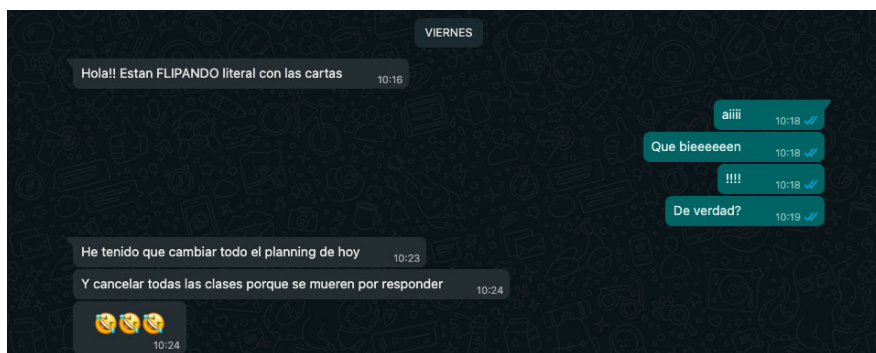 VIERNES
Hola!! Estan FLIPANDO literal con las cartas 10:16
aiiii 10:18
Que bieeeeeen 10:18
!!!! 10:18
De verdad? 10:19
He tenido que cambiar todo el planning de hoy 10:23
Y cancelar todas las clases porque se mueren por responder 10:24
🤣🤣🤣
10:24